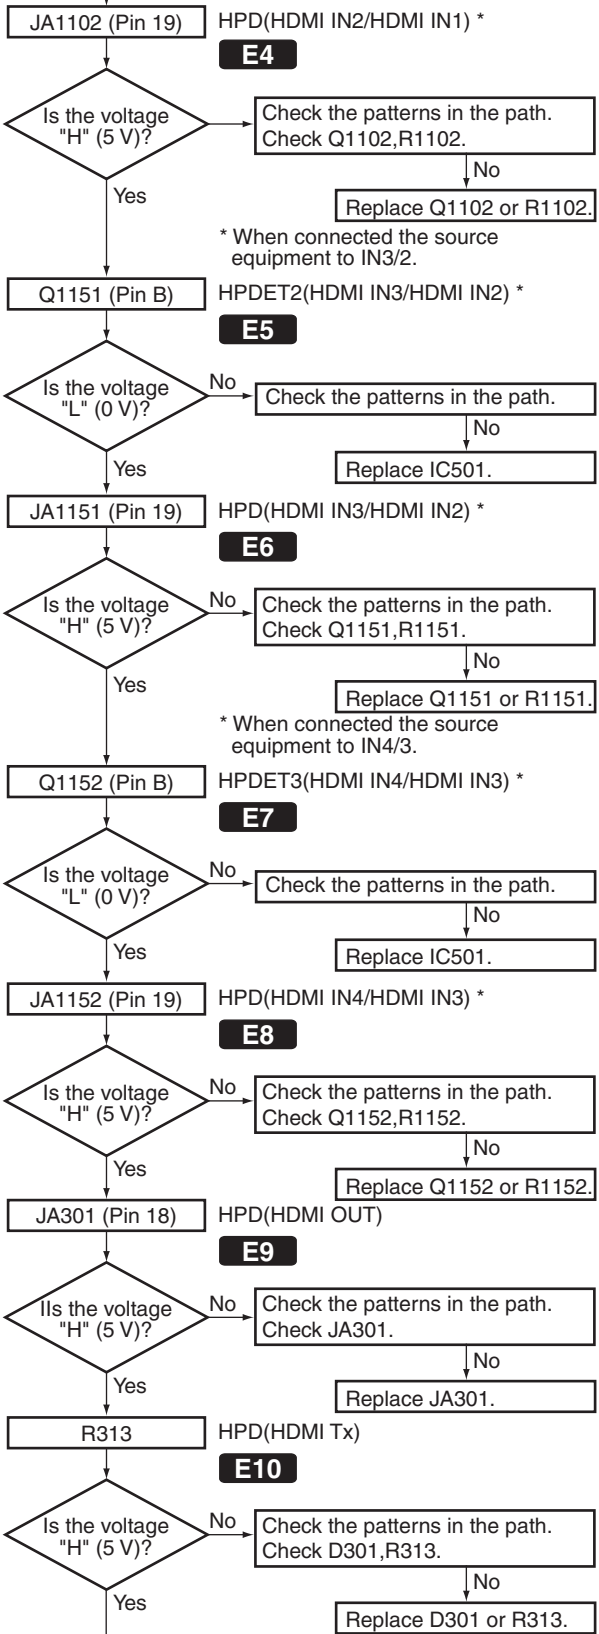 JA1102 (Pin 19)
HPD(HDMI IN2/HDMI IN1) *
E4
Is the voltage
"H" (5 V)?
Check the patterns in the path.
Check Q1102,R1102.
No
Yes
Replace Q1102 or R1102.
* When connected the source
equipment to IN3/2.
Q1151 (Pin B)
HPDET2(HDMI IN3/HDMI IN2) *
E5
Is the voltage
"L" (0 V)?
No
Check the patterns in the path.
No
Yes
Replace IC501.
JA1151 (Pin 19)
HPD(HDMI IN3/HDMI IN2) *
E6
Is the voltage
"H" (5 V)?
No
Check the patterns in the path.
Check Q1151,R1151.
No
Yes
Replace Q1151 or R1151.
* When connected the source
equipment to IN4/3.
Q1152 (Pin B)
HPDET3(HDMI IN4/HDMI IN3) *
E7
Is the voltage
"L" (0 V)?
No
Check the patterns in the path.
No
Yes
Replace IC501.
JA1152 (Pin 19)
HPD(HDMI IN4/HDMI IN3) *
E8
Is the voltage
"H" (5 V)?
No
Check the patterns in the path.
Check Q1152,R1152.
No
Yes
Replace Q1152 or R1152.
JA301 (Pin 18)
HPD(HDMI OUT)
E9
IIs the voltage
"H" (5 V)?
No
Check the patterns in the path.
Check JA301.
No
Yes
Replace JA301.
R313
HPD(HDMI Tx)
E10
Is the voltage
"H" (5 V)?
No
Check the patterns in the path.
Check D301,R313.
No
Yes
Replace D301 or R313.